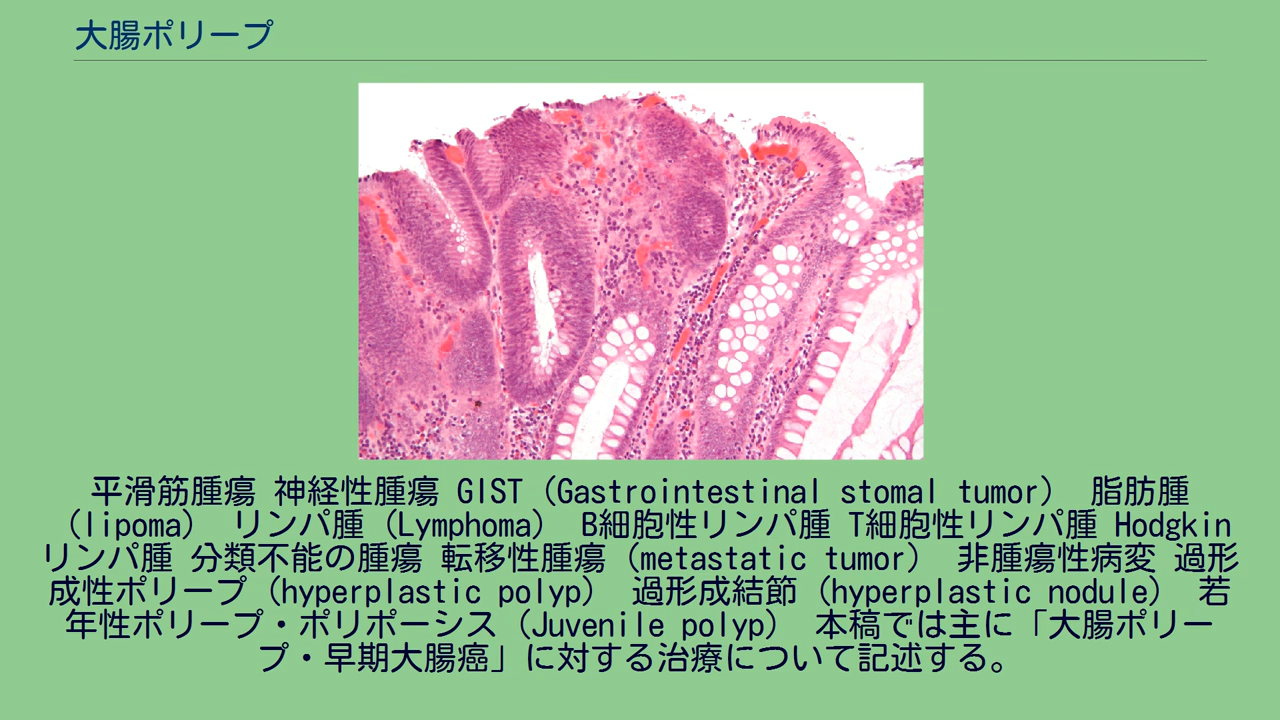 大腸ポリープ
平滑筋腫瘍 神経性腫瘍 GIST（Gastrointestinal stomal tumor） 脂肪腫
（lipoma） リンパ腫（Lymphoma） B細胞性リンパ腫 T細胞性リンパ腫 Hodgkin
リンパ腫 分類不能の腫瘍 転移性腫瘍（metastatic tumor） 非腫瘍性病変 過形
成性ポリープ（hyperplastic polyp） 過形成結節（hyperplastic nodule） 若
年性ポリープ・ポリポーシス（Juvenile polyp） 本稿では主に「大腸ポリー
プ・早期大腸癌」に対する治療について記述する。